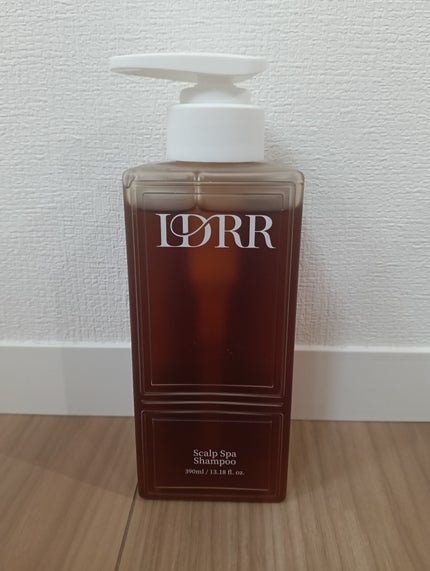 LDRR
Scalp Spa
Shampoo
390ml / 13.18 fl. oz.